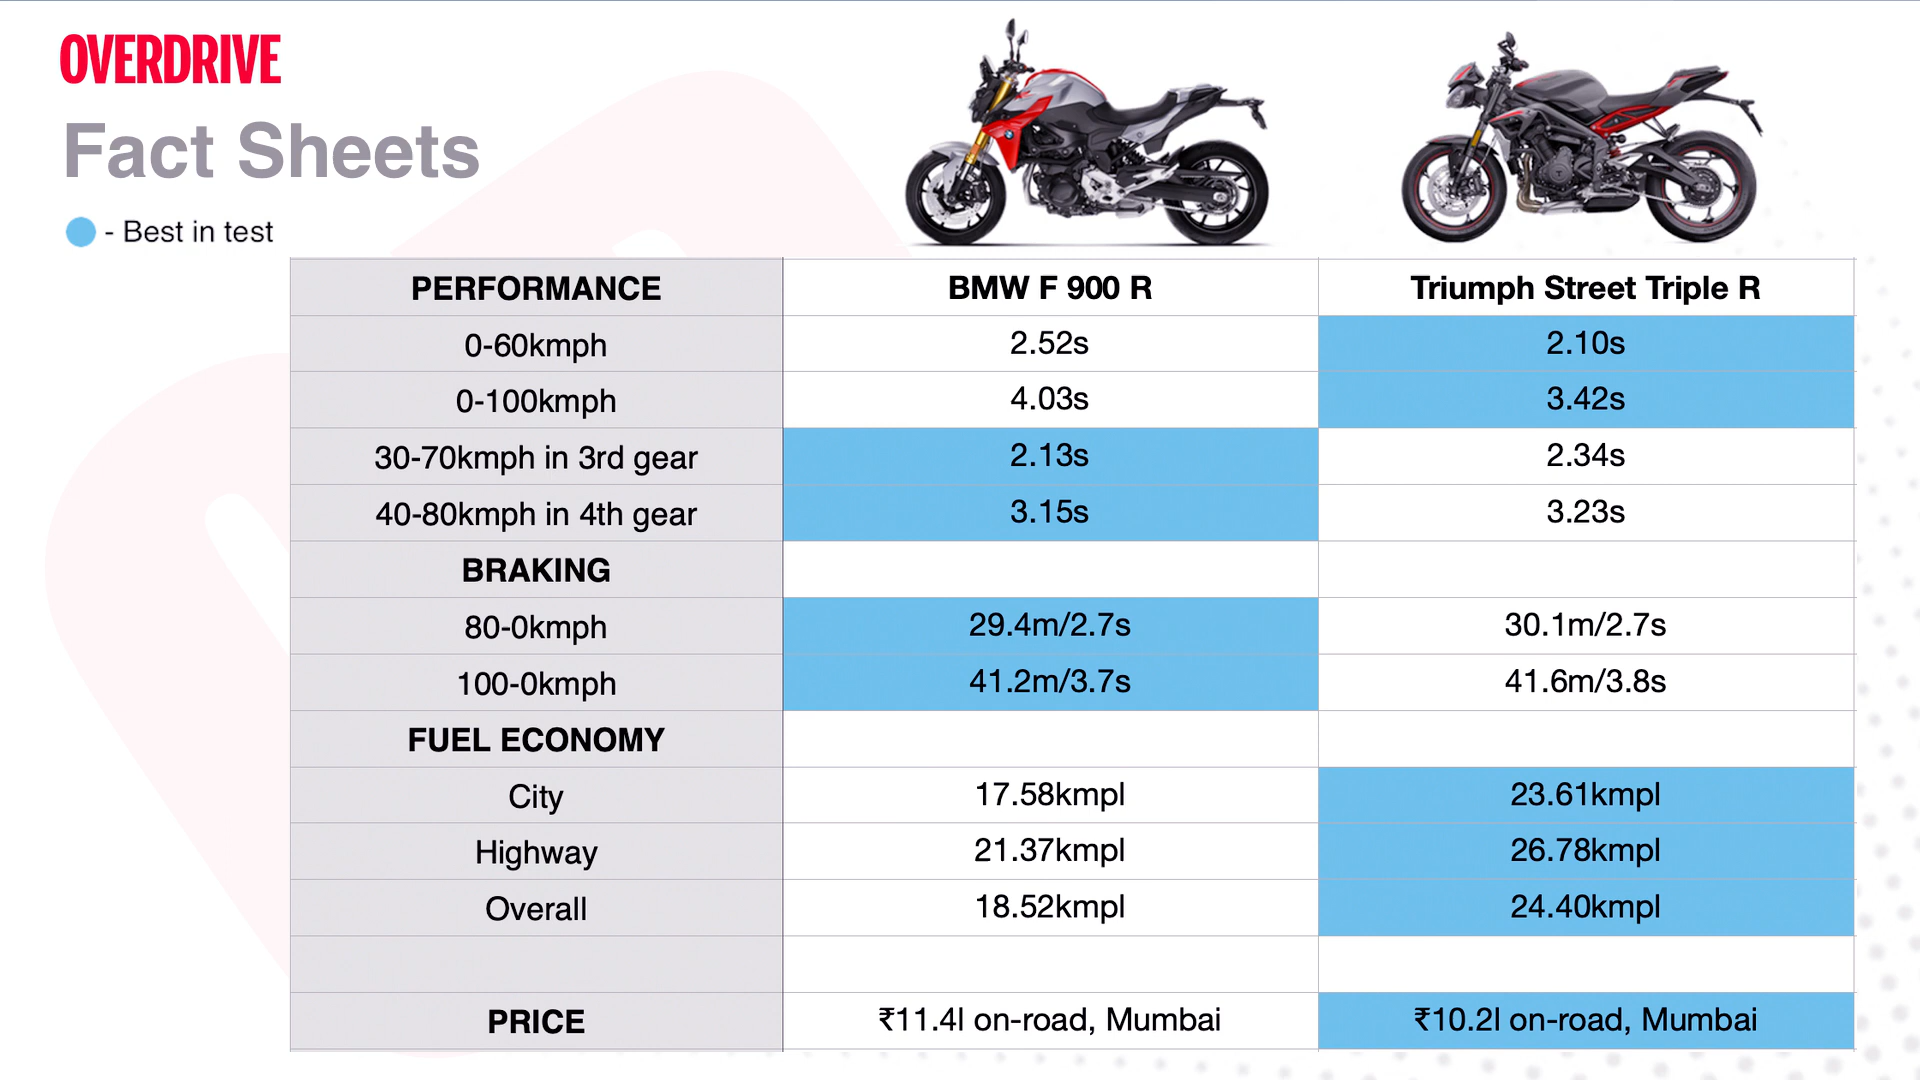 OVERDRIVE
Fact Sheets
- Best in test
PERFORMANCE BMW F 900 R Triumph Street Triple R
0-60kmph 2.52s 2.10s
0-100kmph 4.03s 3.42s
30-70kmph in 3rd gear 2.13s 2.34s
40-80kmph in 4th gear 3.15s 3.23s
BRAKING
80-0kmph 29.4m/2.7s 30.1m/2.7s
100-0kmph 41.2m/3.7s 41.6m/3.8s
FUEL ECONOMY
City 17.58kmpl 23.61kmpl
Highway 21.37kmpl 26.78kmpl
Overall 18.52kmpl 24.40kmpl
PRICE ₹11.4l on-road, Mumbai ₹10.2l on-road, Mumbai